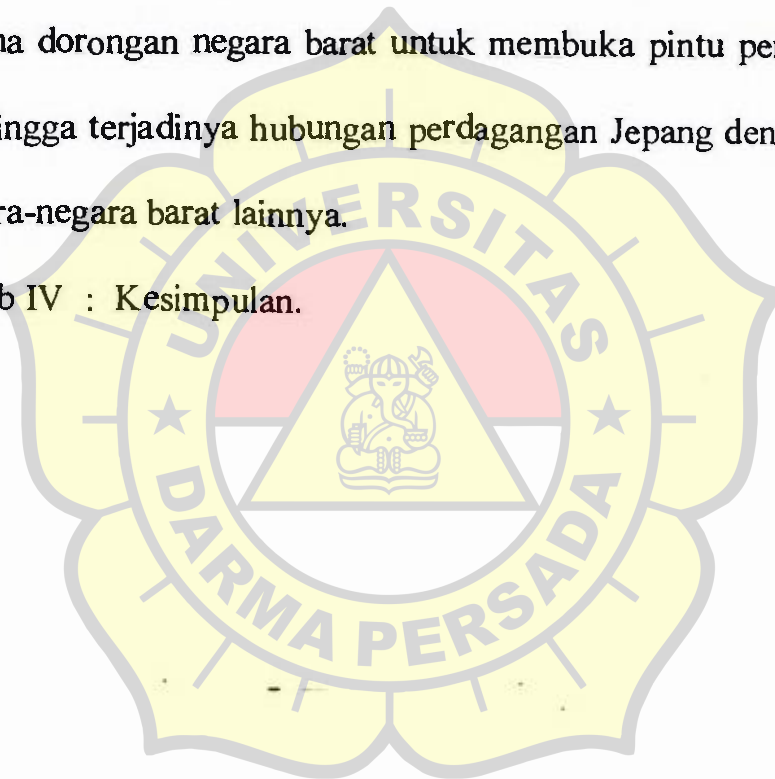 na dorongan negara barat untuk membuka pintu per
ingga terjadinya hubungan perdagangan Jepang den
ra-negara barat lainnya.
b IV : Kesimpulan.
UNIVERSITAS
DARMA PERSADA